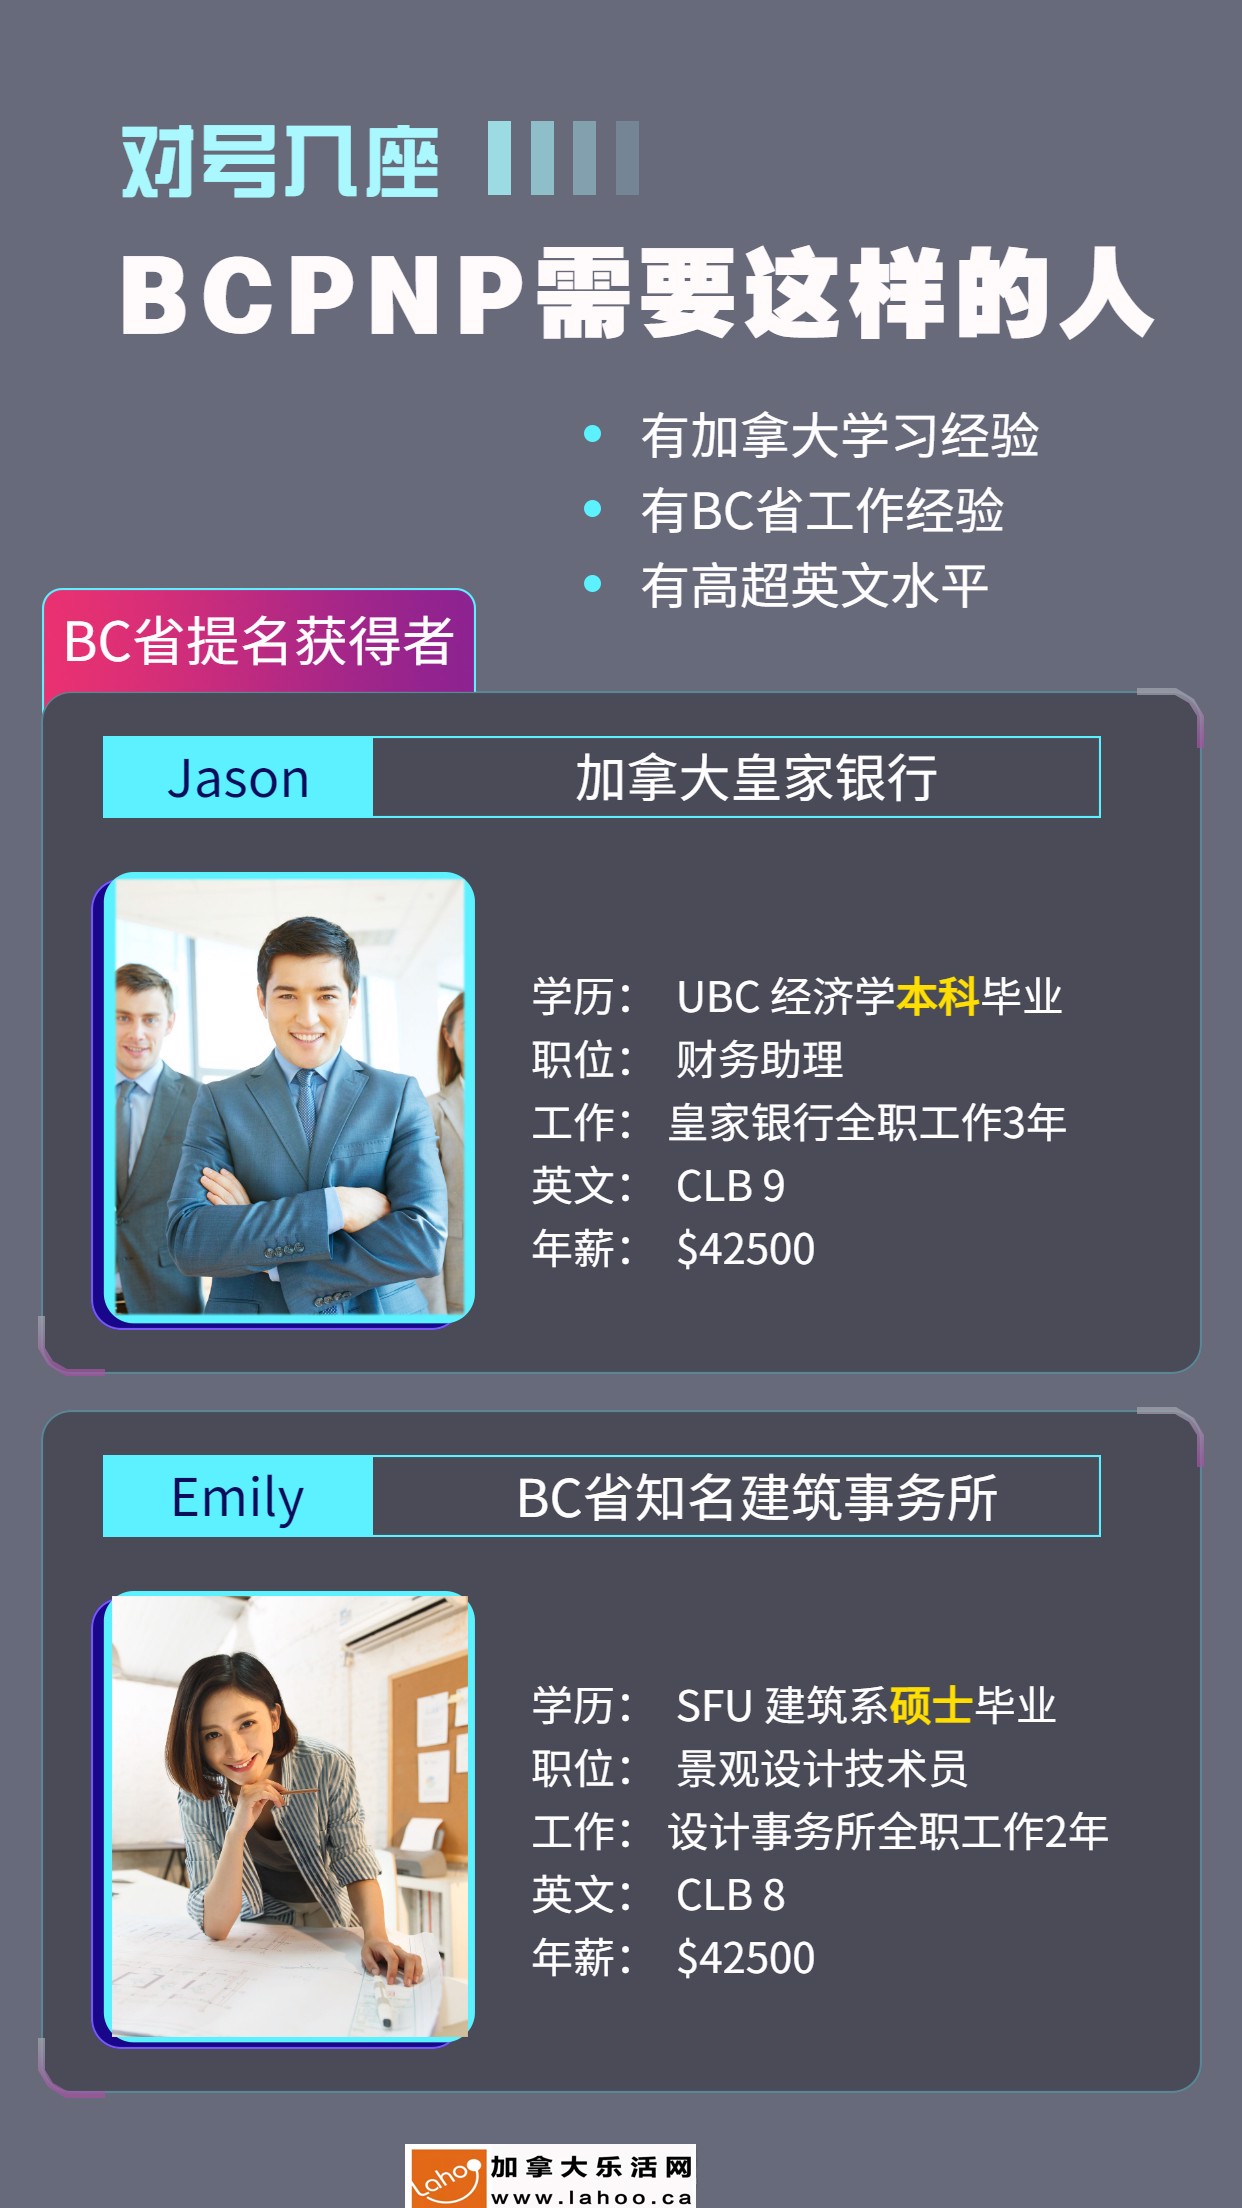 对号入座
BCPNP需要这样的人
有加拿大学习经验
有BC省工作经验
有高超英文水平
BC省提名获得者
Jason 加拿大皇家银行
学历： UBC 经济学本科毕业
职位： 财务助理
工作： 皇家银行全职工作3年
英文： CLB 9
年薪： $42500
Emily BC省知名建筑事务所
学历： SFU 建筑系硕士毕业
职位： 景观设计技术员
工作： 设计事务所全职工作2年
英文： CLB 8
年薪： $42500
Lahoo 加拿大乐活网
www.lahoo.ca